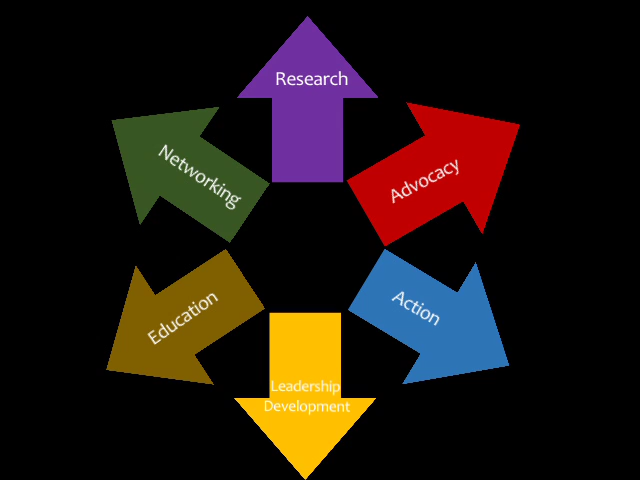 Research
Advocacy
Action
Leadership
Development
Education
Networking